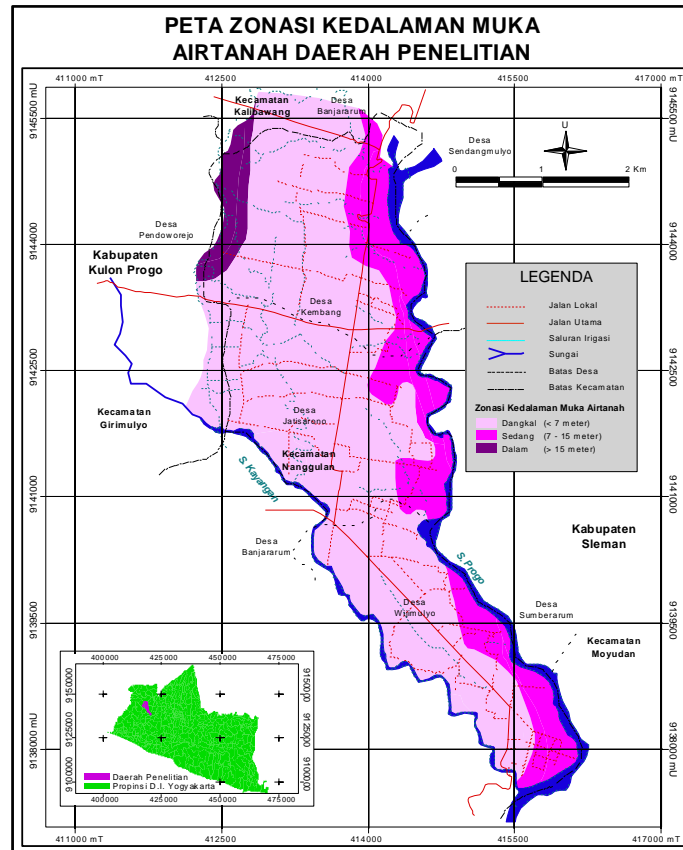 PETA ZONASI KEDALAMAN MUKA
AIRTANAH DAERAH PENELITIAN
411000 mT
412500
414000
415500
417000 mT
9145500 mU
9145500 mU
Kecamatan
Kalibawang
Desa
Banjararum
Desa
Sendangmulyo
U
0
1
2 Km
Desa
Pendoworejo
9144000
9144000
Kabupaten
Kulon Progo
Desa
Kembang
LEGENDA
Jalan Lokal
Jalan Utama
Saluran Irigasi
Sungai
Batas Desa
Batas Kecamatan
Zonasi Kedalaman Muka Airtanah
Dangkal (< 7 meter)
Sedang (7 - 15 meter)
Dalam (> 15 meter)
9142500
9142500
Kecamatan
Girimulyo
Desa
Jatisarono
Kecamatan
Nanggulan
S. Kayangan
9141000
9141000
Kabupaten
Sleman
Desa
Banjararum
S. Progo
Desa
Wijimulyo
Desa
Sumberarum
9139500
9139500
Kecamatan
Moyudan
400000
425000
450000
475000
9150000
9150000
9125000
9125000
9100000
9100000
Daerah Penelitian
Propinsi D.I. Yogyakarta
400000
425000
450000
475000
9138000 mU
9138000 mU
411000 mT
412500
414000
415500
417000 mT